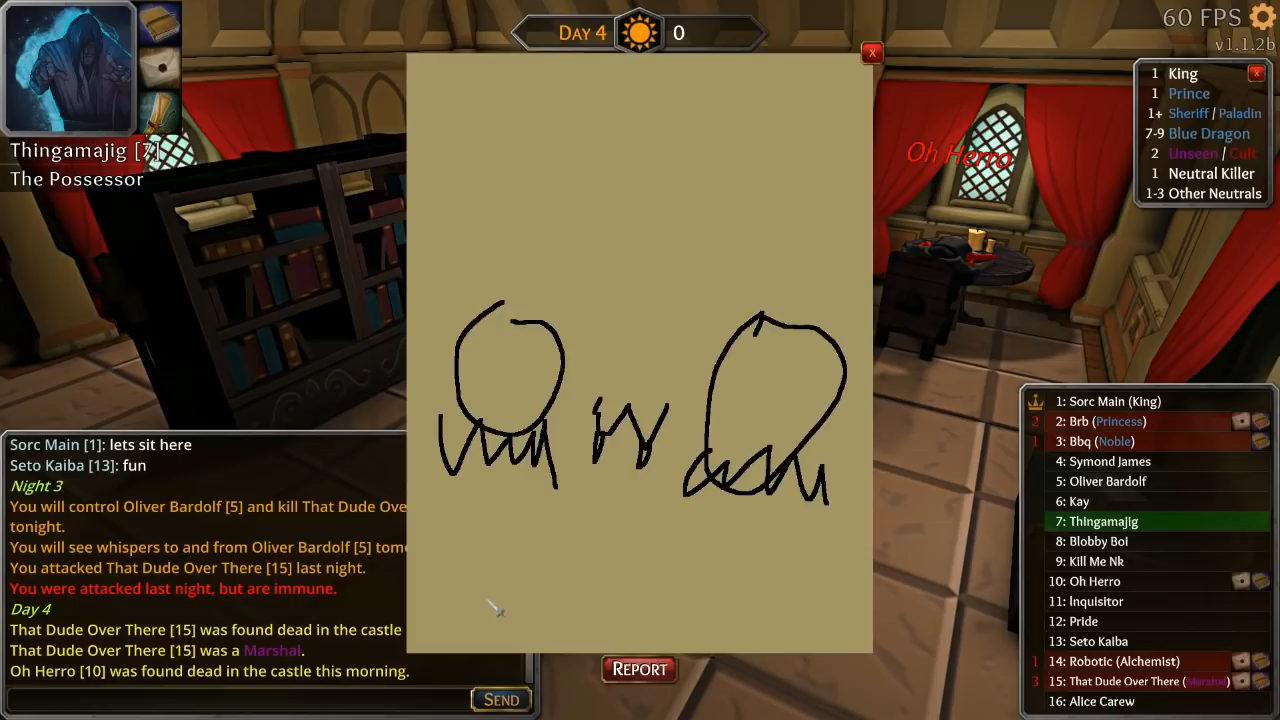 Thingamajig [7]
The Possessor
DAY 4
0
60 FPS
v1.1.2b
x
1 King x
1 Prince
1+ Sheriff / Paladin
7-9 Blue Dragon
2 Unseen / Cult
1 Neutral Killer
1-3 Other Neutrals
Oh Herro
Sorc Main [1]: lets sit here
Seto Kaiba [13]: fun
Night 3
You will control Oliver Bardolf [5] and kill That Dude Ove
tonight.
You will see whispers to and from Oliver Bardolf [5] tom
You attacked That Dude Over There [15] last night.
You were attacked last night, but are immune.
Day 4
That Dude Over There [15] was found dead in the castle
That Dude Over There [15] was a Marshal.
Oh Herro [10] was found dead in the castle this morning.
SEND
REPORT
1: Sorc Main (King)
2 2: Brb (Princess)
1 3: Bbq (Noble)
4: Symond James
5: Oliver Bardolf
6: Kay
7: Thingamajig
8: Blobby Boi
9: Kill Me Nk
10: Oh Herro
11: Inquisitor
12: Pride
13: Seto Kaiba
1 14: Robotic (Alchemist)
3 15: That Dude Over There (Marshal)
16: Alice Carew